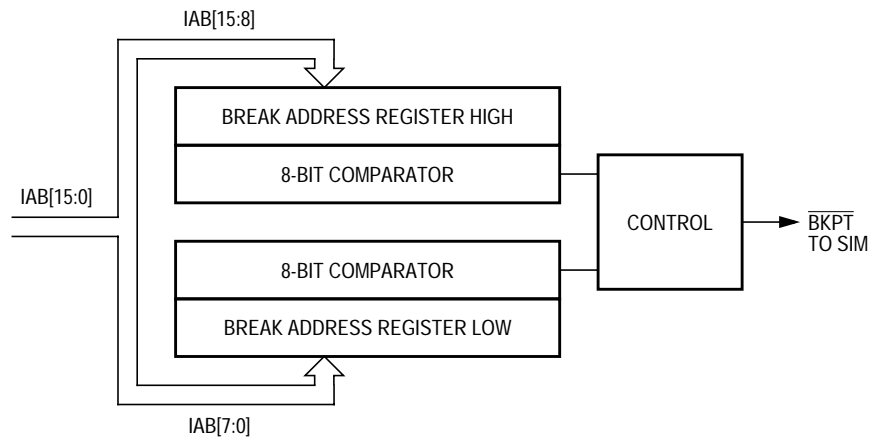 IAB[15:8]
BREAK ADDRESS REGISTER HIGH
8-BIT COMPARATOR
IAB[15:0]
CONTROL
BKPT
TO SIM
8-BIT COMPARATOR
BREAK ADDRESS REGISTER LOW
IAB[7:0]